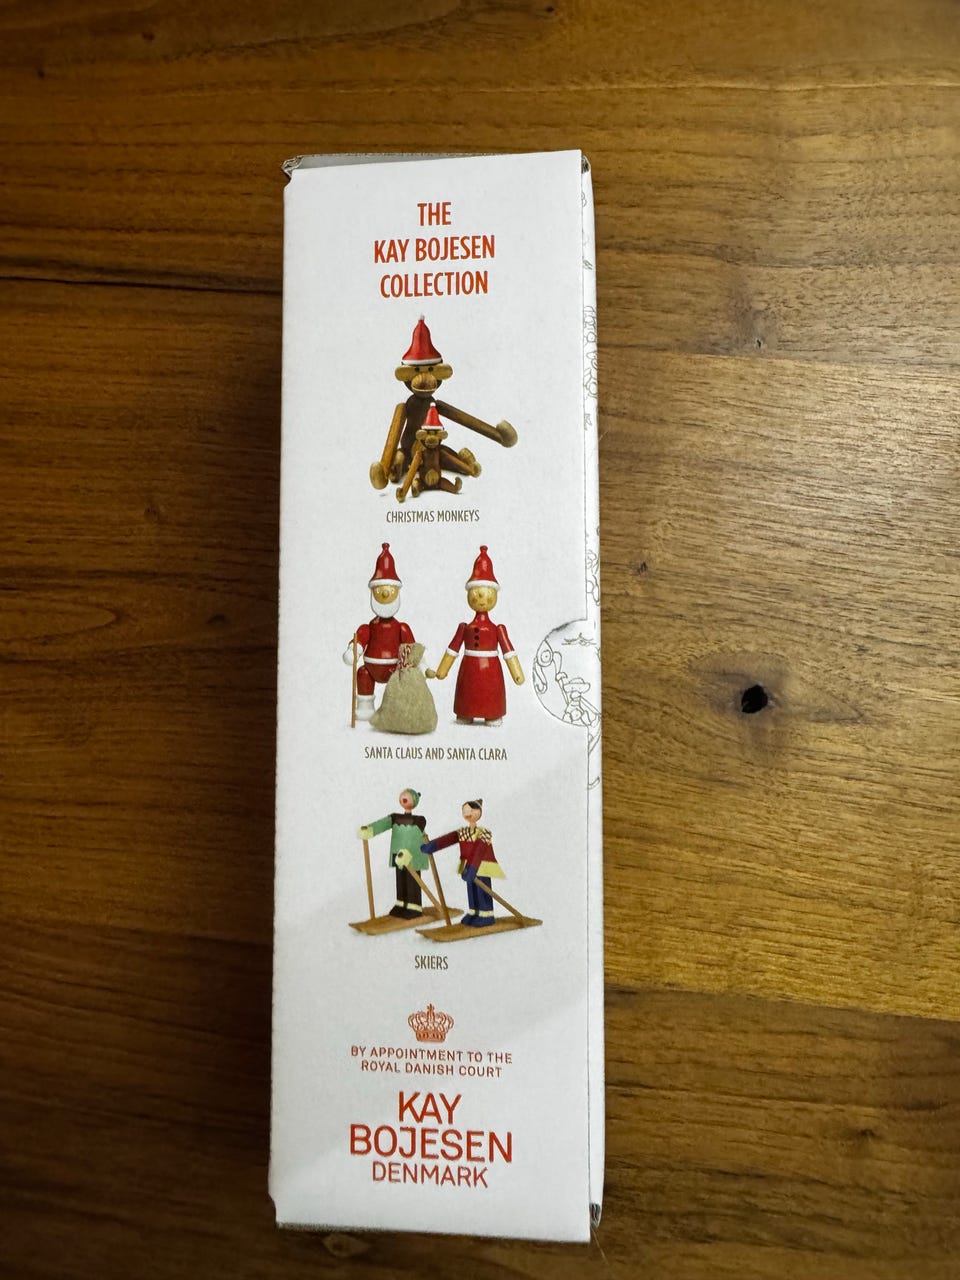 THE
KAY BOJESEN
COLLECTION
CHRISTMAS MONKEYS
SANTA CLAUS AND SANTA CLARA
SKIERS
BY APPOINTMENT TO THE
ROYAL DANISH COURT
KAY
BOJESEN
DENMARK